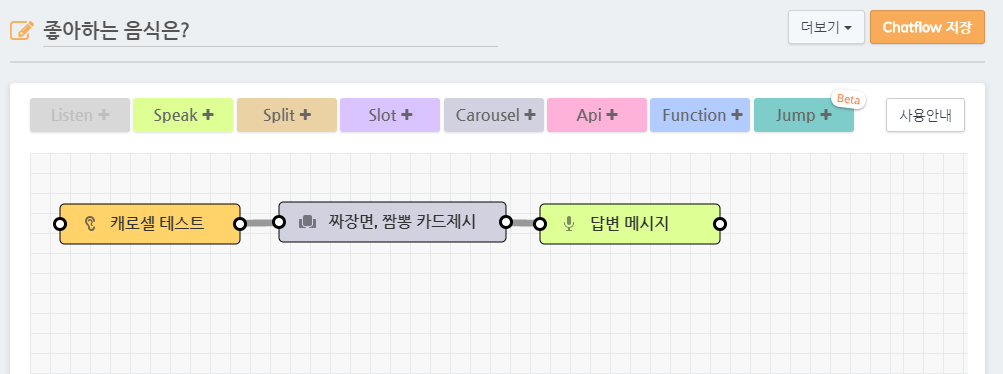 좋아하는 음식은?
더보기
Chatflow 저장
Listen
Speak
Split
Slot
Carousel
Api
Function
Jump
Beta
사용안내
캐로셀 테스트
짜장면, 짬뽕 카드제시
답변 메시지